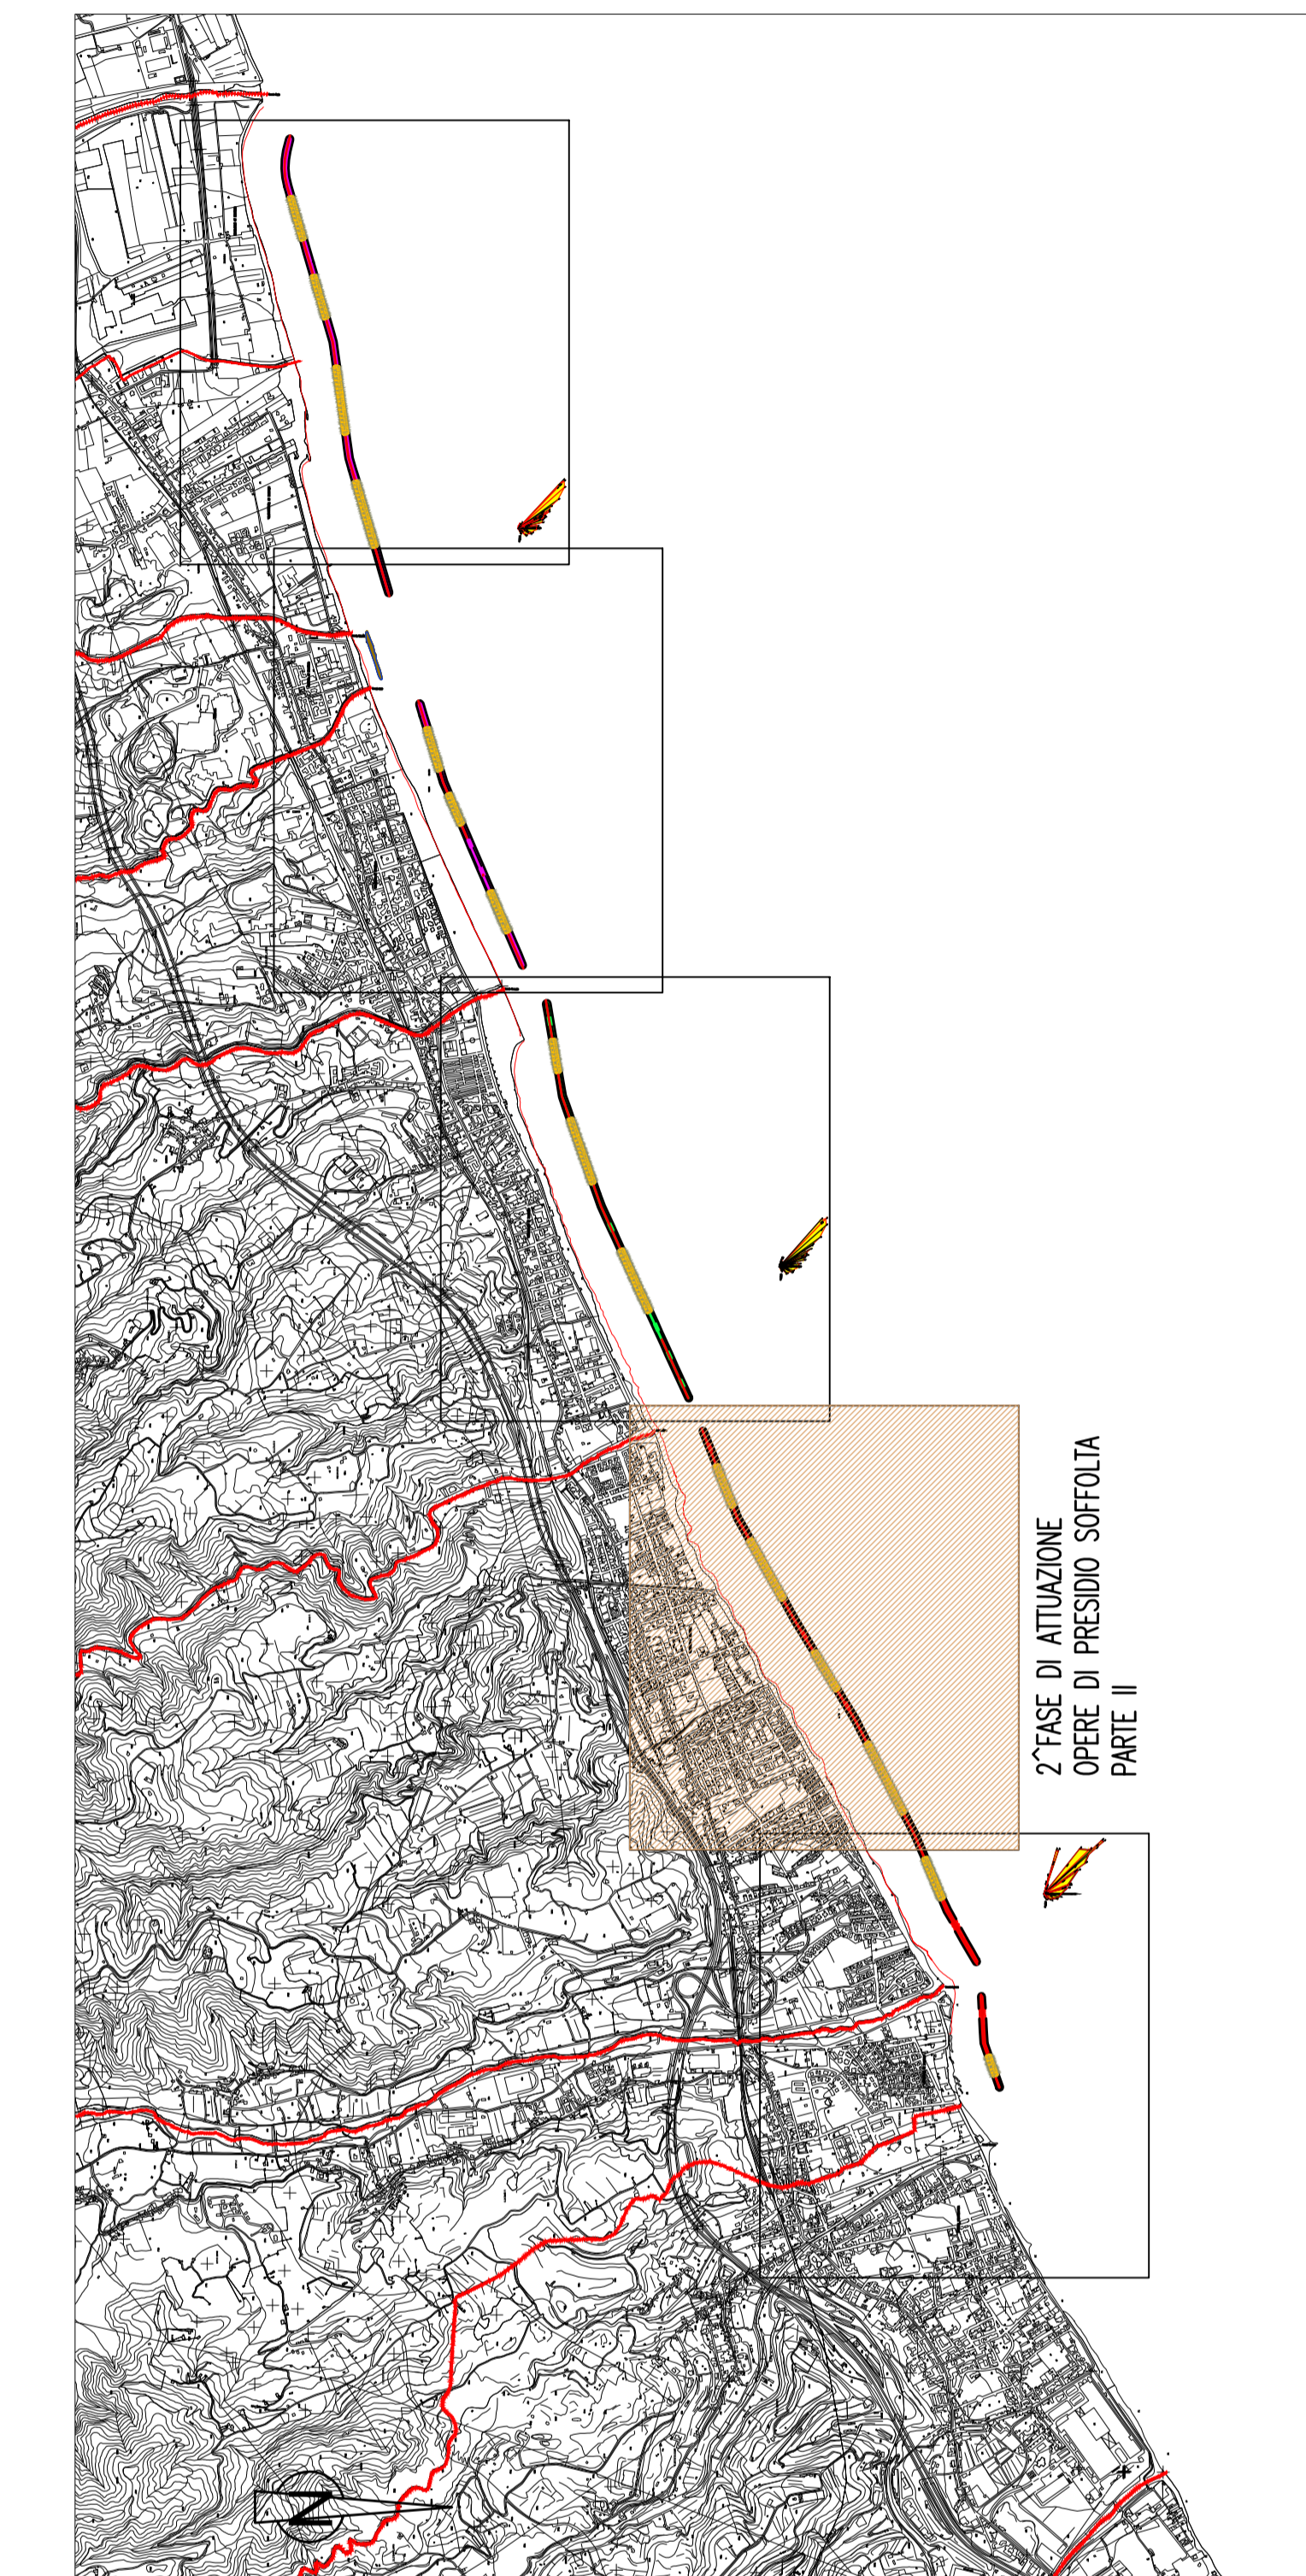 2^FASE DI ATTUAZIONE
OPERE DI PRESIDIO SOFFOLTA
PARTE II
N